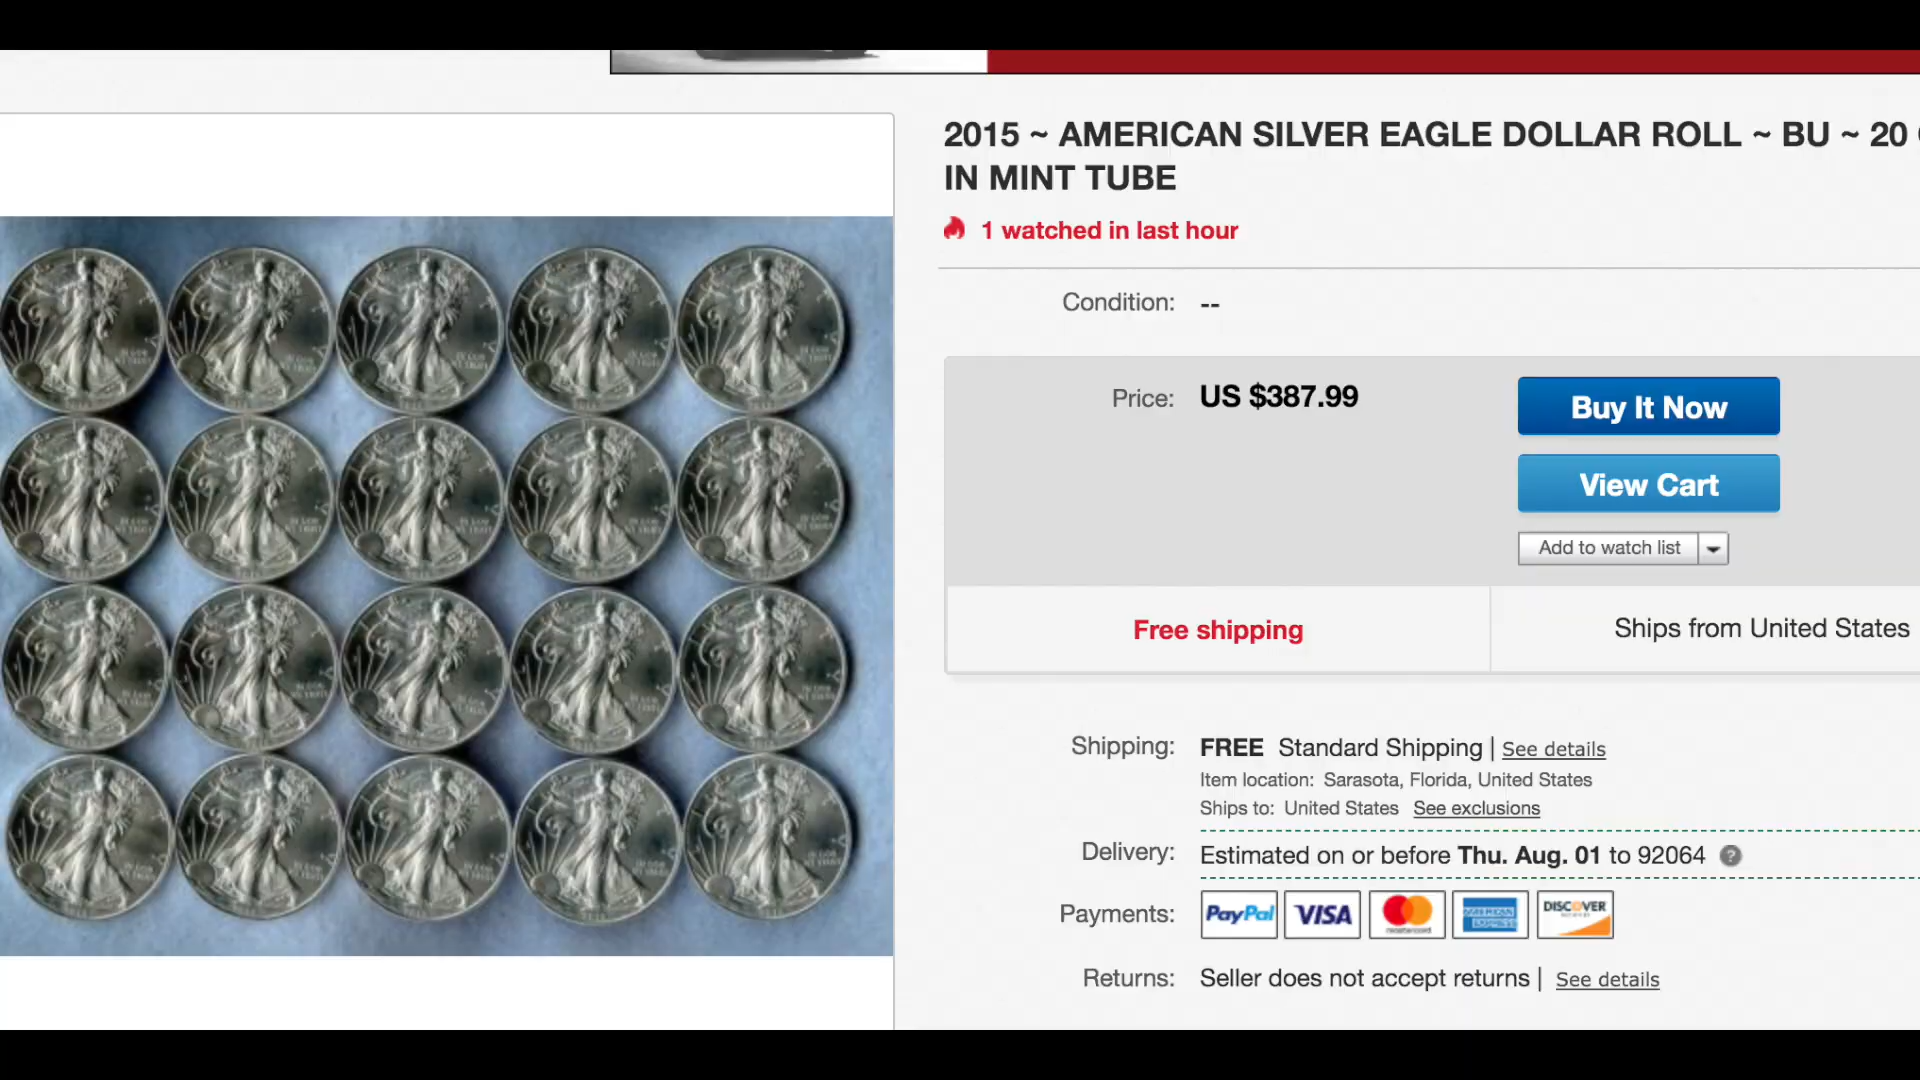 2015 ~ AMERICAN SILVER EAGLE DOLLAR ROLL ~ BU ~ 20
IN MINT TUBE
1 watched in last hour
Condition: --
Price: US $387.99
Buy It Now
View Cart
Add to watch list
Free shipping
Ships from United States
Shipping: FREE Standard Shipping | See details
Item location: Sarasota, Florida, United States
Ships to: United States See exclusions
Delivery: Estimated on or before Thu. Aug. 01 to 92064 ?
Payments: PayPal VISA mastercard AMERICAN EXPRESS DISCOVER
Returns: Seller does not accept returns | See details